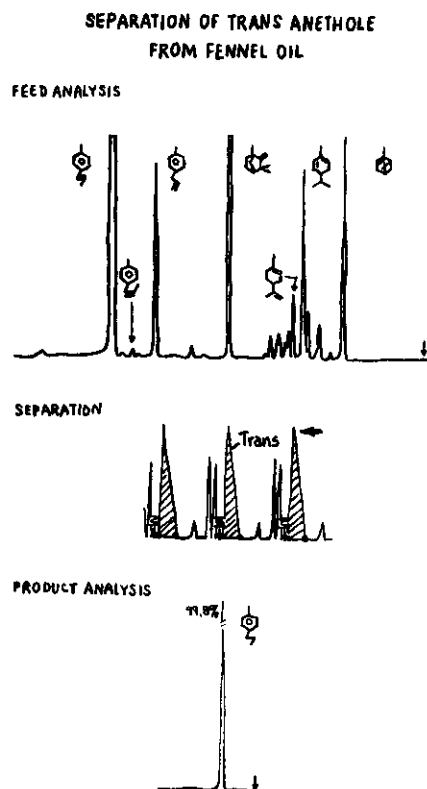 SEPARATION OF TRANS ANETHOLE
FROM FENNEL OIL
FEED ANALYSIS
SEPARATION
Trans
PRODUCT ANALYSIS
99,8%